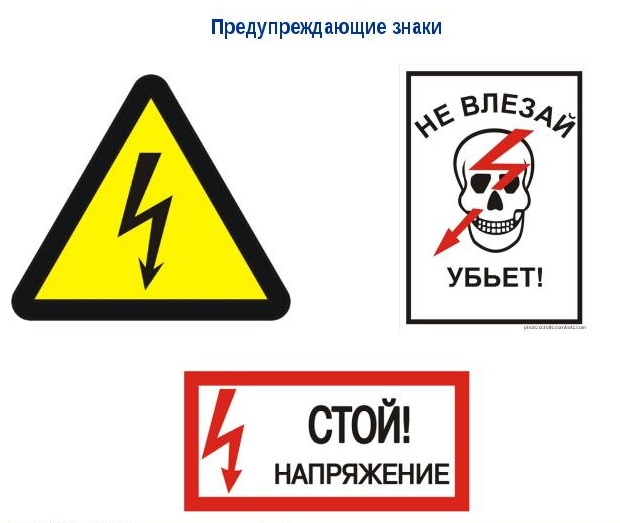 Предупреждающие знаки
НЕ ВЛЕЗАЙ
УБЬЕТ!
СТОЙ!
НАПРЯЖЕНИЕ